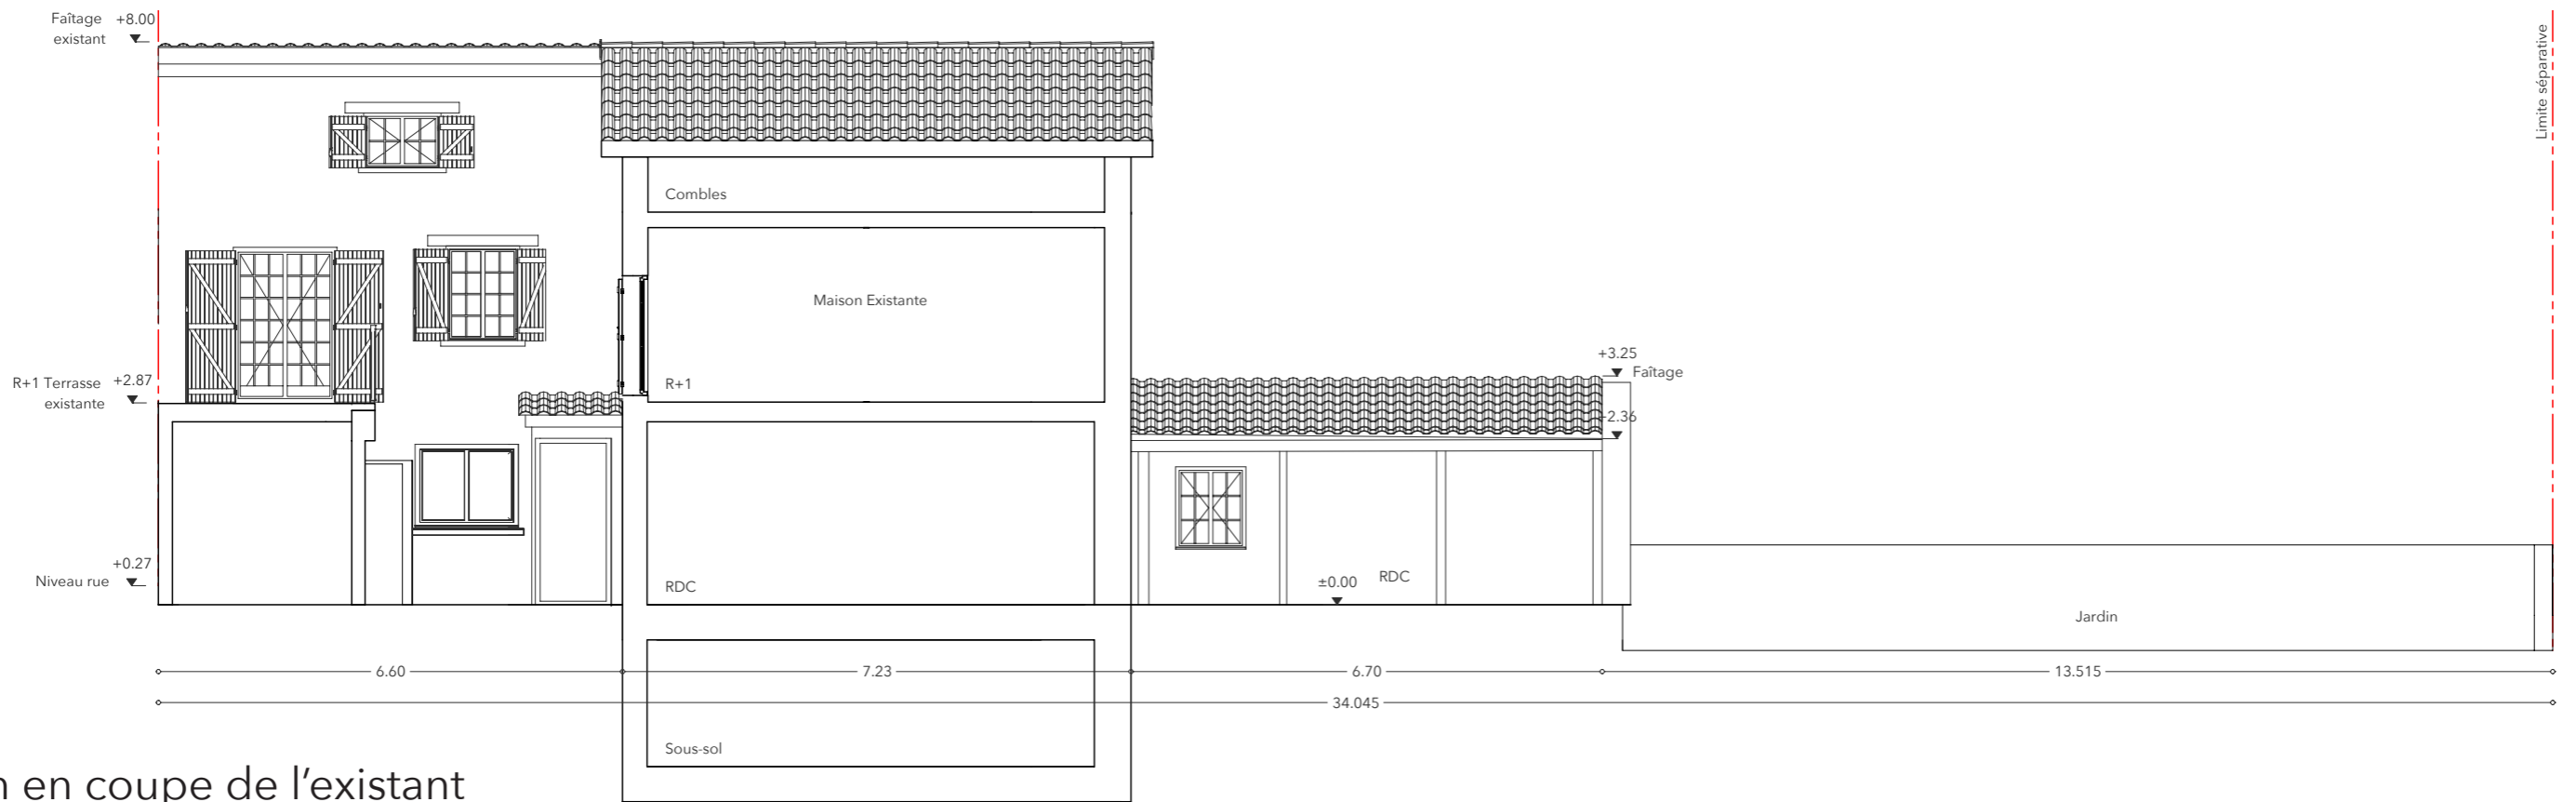 Faîtage +8.00
existant
Limite séparative
Combles
Maison Existante
+3.25
Faîtage
R+1 Terrasse +2.87
existante
R+1
2.36
+0.27
Niveau rue
RDC
±0.00 RDC
Jardin
6.60 7.23 6.70 13.515
34.045
Sous-sol
n en coupe de l’existant